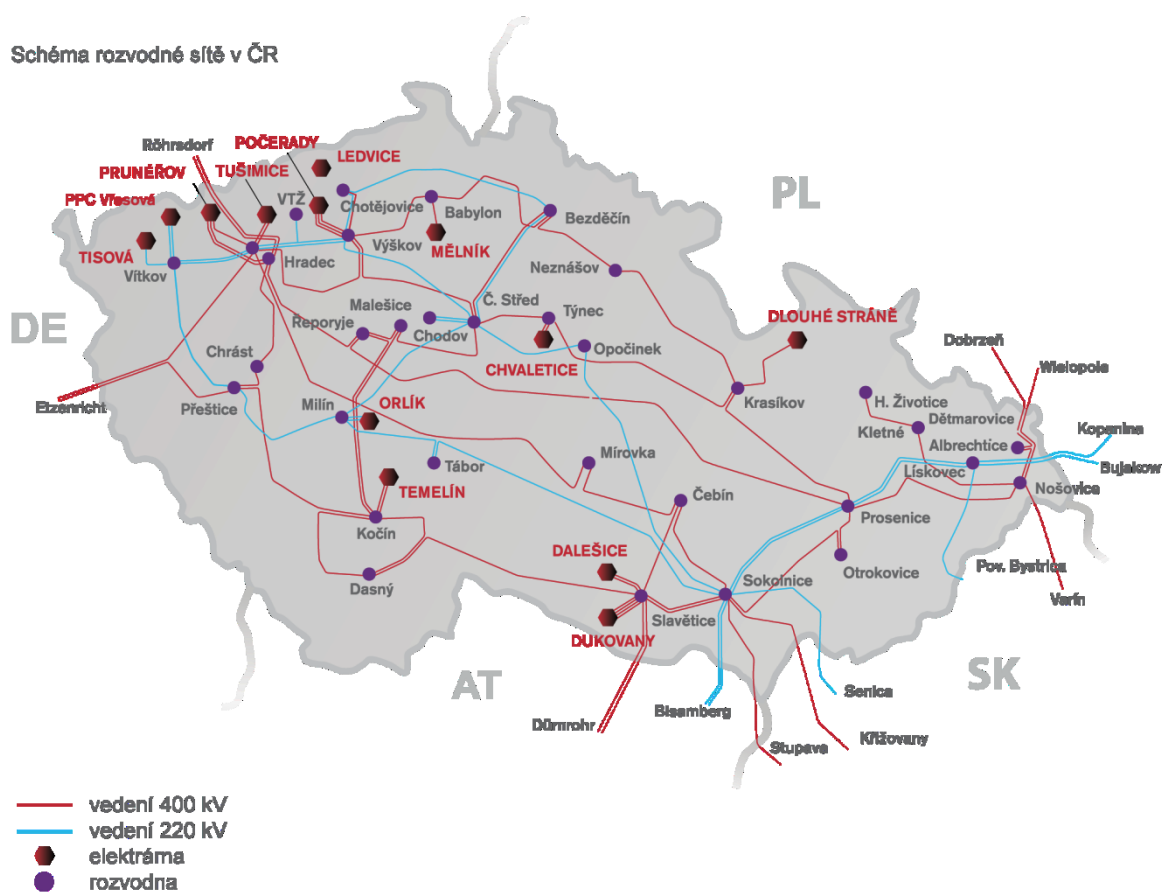 Schéma rozvodné sítě v ČR
Röhrsdorf
POČERADY
LEDVICE
PRUNÉŘOV
TUŠIMICE
PPC Vřesová
VTŽ
Chotějovice
Babylon
Bezděčín
PL
TISOVÁ
Výškov
MĚLNÍK
Vítkov
Hradec
Neznášov
DE
Malešice
Č. Střed
Týnec
DLOUHÉ STRÁNĚ
Řeporyje
Chodov
Opočinek
Dobrzeň
Chrást
CHVALETICE
Wielopole
Etzenricht
Přeštice
Milín
ORLÍK
Krasíkov
H. Životice
Dětmarovice
Kletné
Albrechtice
Kopanina
Tábor
Mírovka
Lískovec
Bujakow
TEMELÍN
Čebín
Nošovice
Prosenice
Kočín
DALEŠICE
Otrokovice
Pov. Bystrica
Dasný
Sokolnice
Varín
Slavětice
DUKOVANY
AT
SK
Senica
Bisamberg
Dürnrohr
Stupava
Křižovany
vedení 400 kV
vedení 220 kV
elektrárna
rozvodna